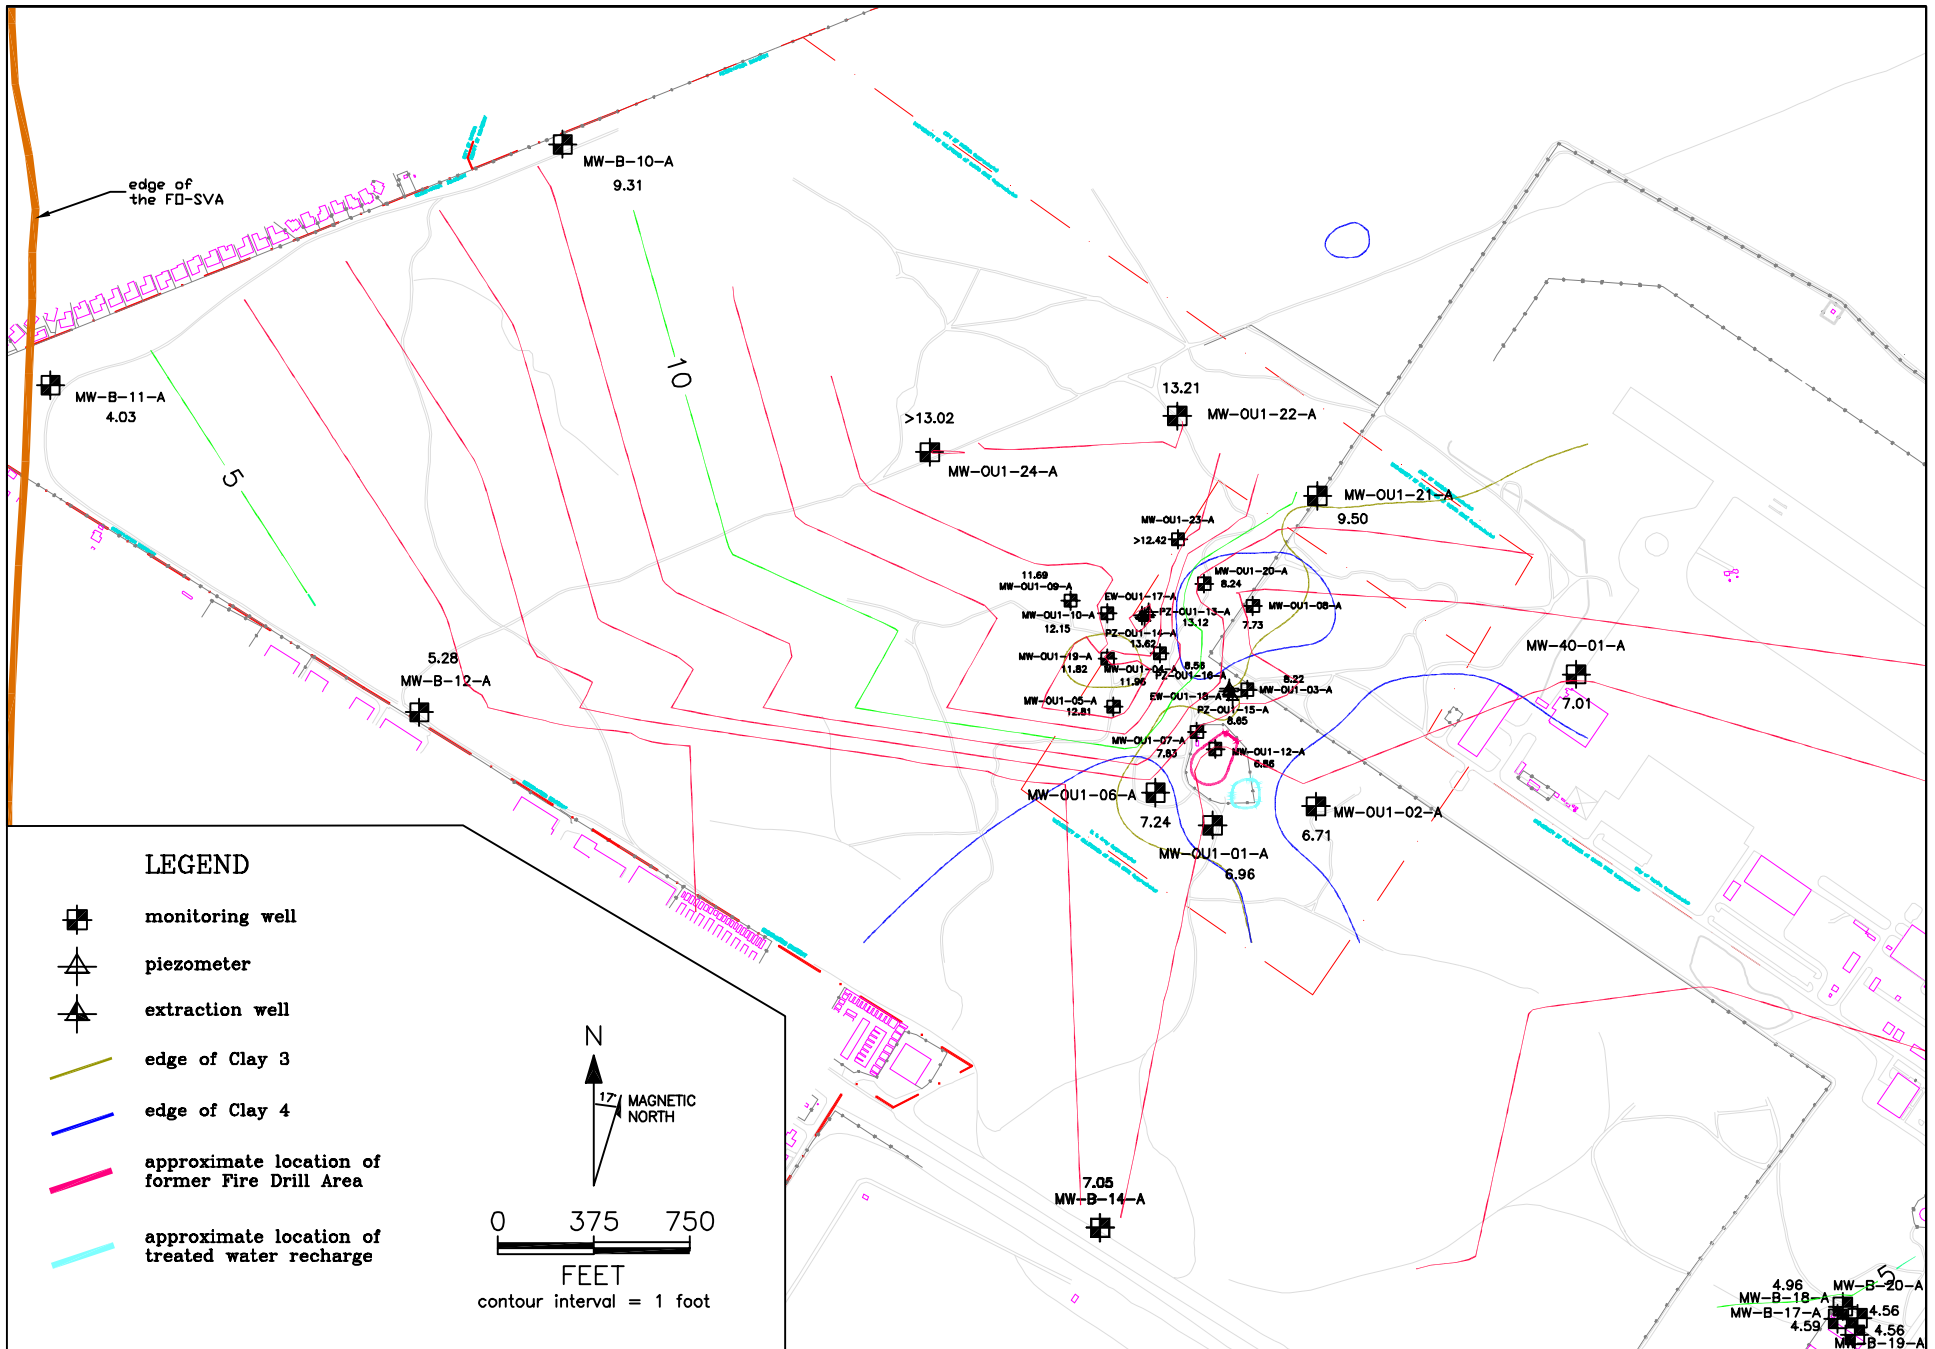 edge of
the FO-SVA
MW-B-10-A
9.31
MW-B-11-A
4.03
5
10
13.21
MW-OU1-22-A
>13.02
MW-OU1-24-A
MW-OU1-21-A
9.50
MW-OU1-23-A
>12.42
11.69
MW-OU1-09-A
MW-OU1-10-A
12.15
EW-OU1-17-A
PZ-OU1-13-A
13.12
PZ-OU1-14-A
13.62
MW-OU1-20-A
8.24
MW-OU1-08-A
7.73
MW-OU1-19-A
11.82
MW-OU1-04-A
11.96
8.56
PZ-OU1-16-A
8.22
MW-OU1-03-A
EW-OU1-18-A
PZ-OU1-15-A
8.65
MW-OU1-05-A
12.81
MW-OU1-07-A
7.83
MW-OU1-12-A
6.86
MW-40-01-A
7.01
5.28
MW-B-12-A
MW-OU1-06-A
7.24
MW-OU1-02-A
6.71
MW-OU1-01-A
6.96
7.05
MW-B-14-A
5
4.96
MW-B-20-A
MW-B-18-A
MW-B-17-A
4.56
4.59
4.56
MW-B-19-A
LEGEND
monitoring well
piezometer
extraction well
edge of Clay 3
edge of Clay 4
approximate location of
former Fire Drill Area
approximate location of
treated water recharge
N
17°
MAGNETIC
NORTH
0 375 750
FEET
contour interval = 1 foot